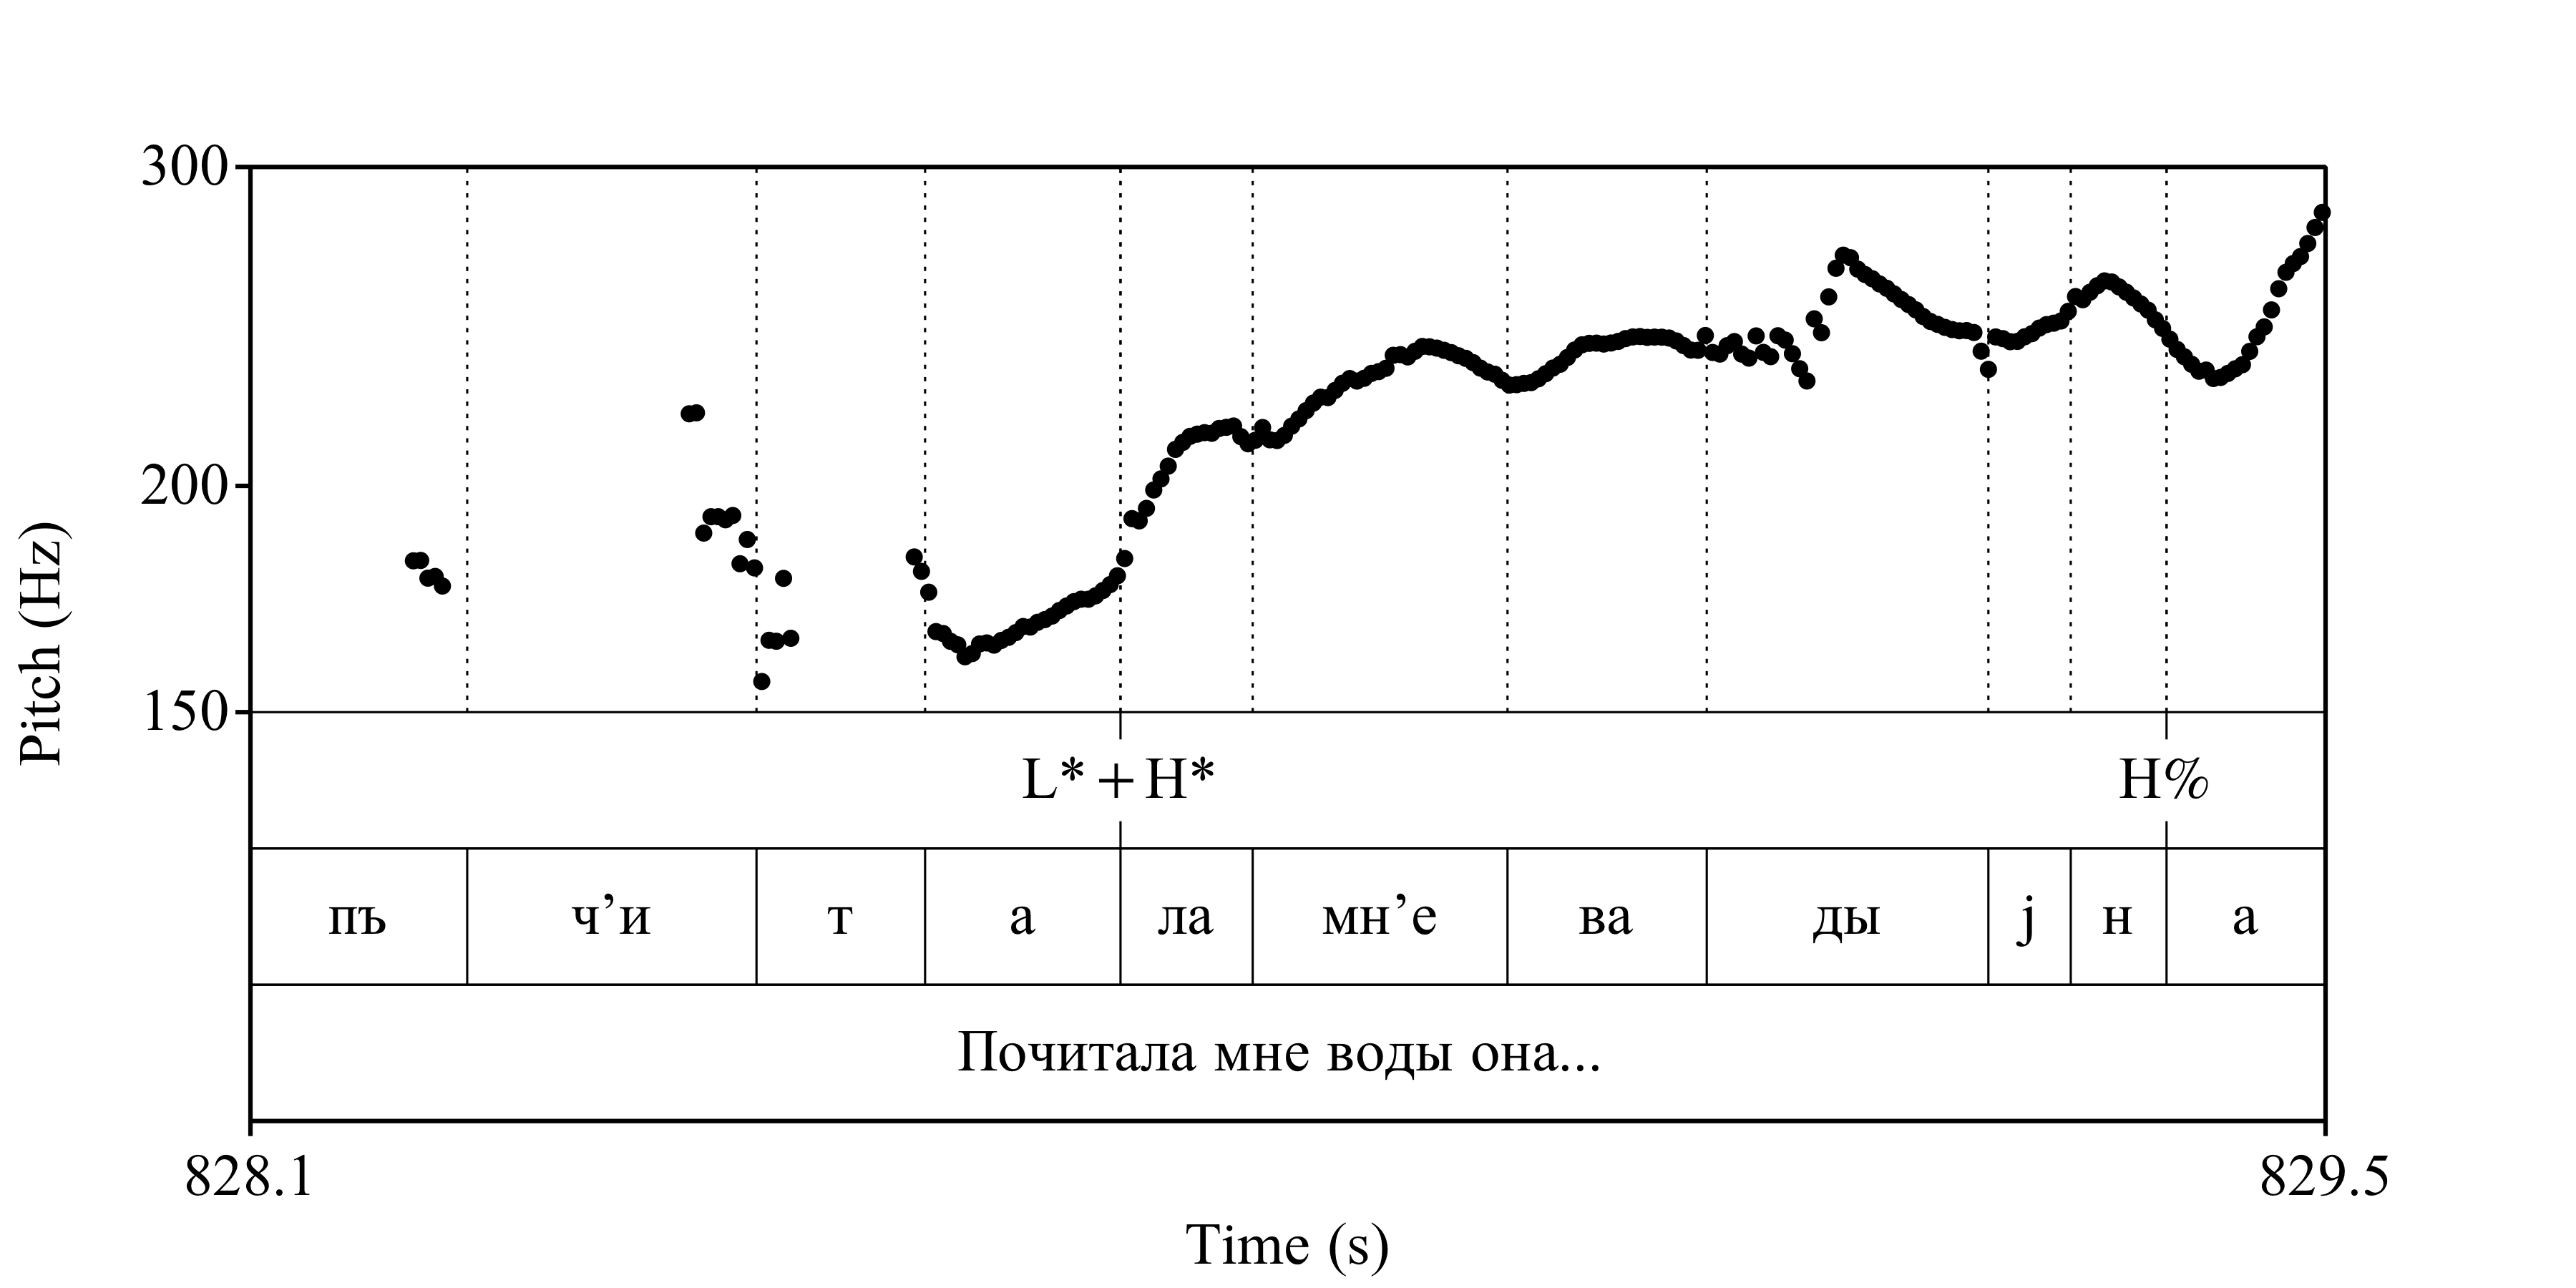 300
200
150
Pitch (Hz)
L*+H* H%
пъ ч’и т а ла мн’е ва ды j н а
Почитала мне воды она...
828.1 829.5
Time (s)